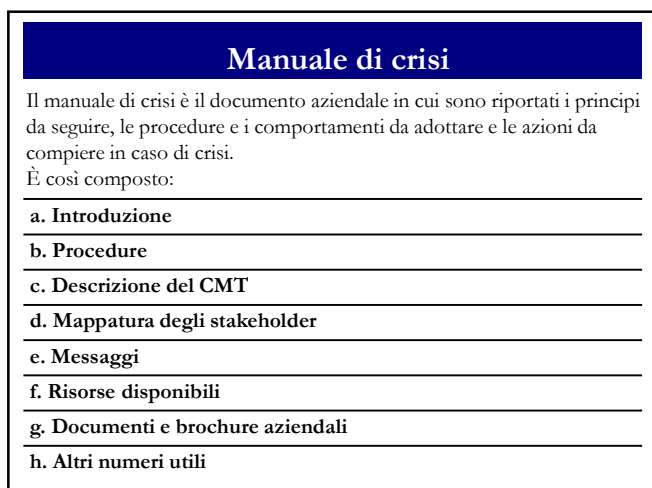 Manuale di crisi
Il manuale di crisi è il documento aziendale in cui sono riportati i principi
da seguire, le procedure e i comportamenti da adottare e le azioni da
compiere in caso di crisi.
È così composto:
a. Introduzione
b. Procedure
c. Descrizione del CMT
d. Mappatura degli stakeholder
e. Messaggi
f. Risorse disponibili
g. Documenti e brochure aziendali
h. Altri numeri utili